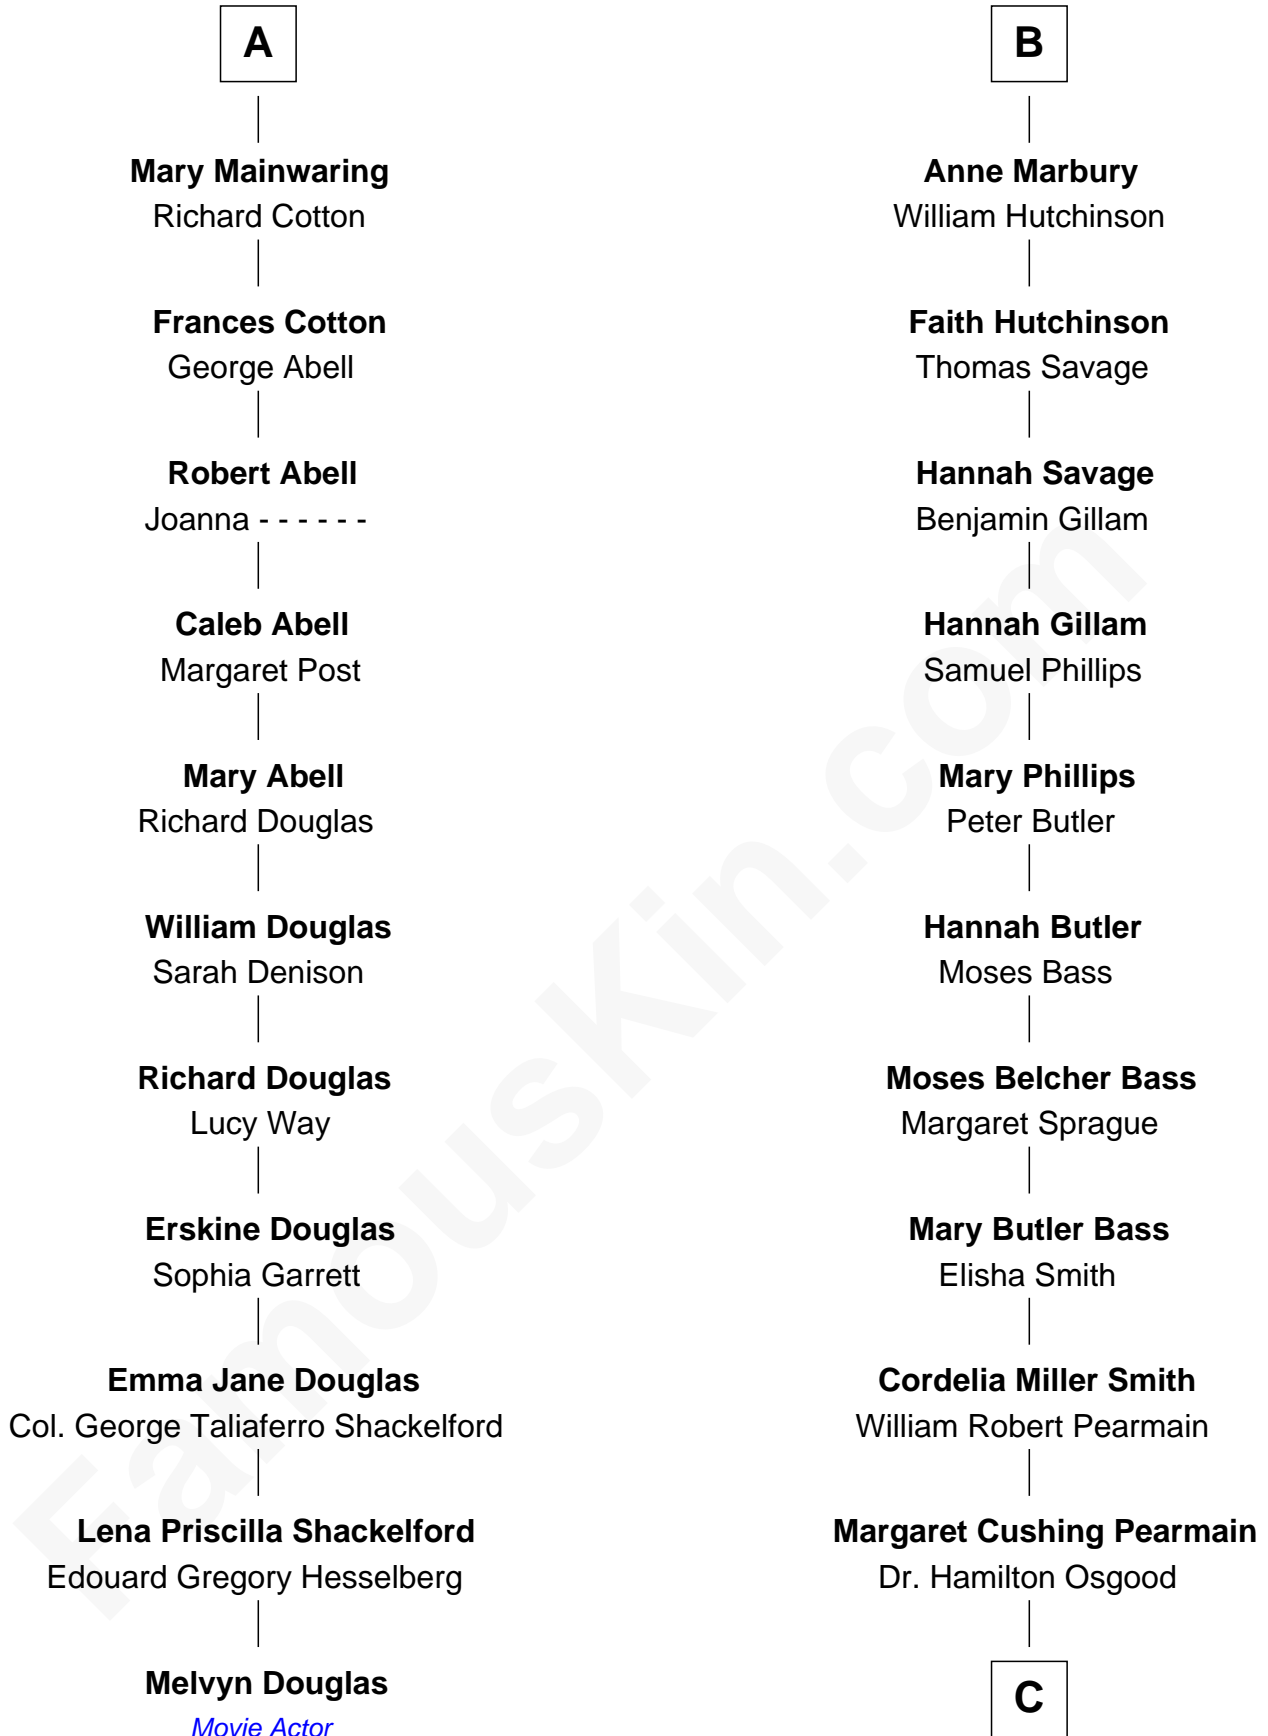 A
Mary Mainwaring
Richard Cotton
Frances Cotton
George Abell
Robert Abell
Joanna - - - - - -
Caleb Abell
Margaret Post
Mary Abell
Richard Douglas
William Douglas
Sarah Denison
Richard Douglas
Lucy Way
Erskine Douglas
Sophia Garrett
Emma Jane Douglas
Col. George Taliaferro Shackelford
Lena Priscilla Shackelford
Edouard Gregory Hesselberg
Melvyn Douglas
Movie Actor
B
Anne Marbury
William Hutchinson
Faith Hutchinson
Thomas Savage
Hannah Savage
Benjamin Gillam
Hannah Gillam
Samuel Phillips
Mary Phillips
Peter Butler
Hannah Butler
Moses Bass
Moses Belcher Bass
Margaret Sprague
Mary Butler Bass
Elisha Smith
Cordelia Miller Smith
William Robert Pearmain
Margaret Cushing Pearmain
Dr. Hamilton Osgood
C
FamousKin.com